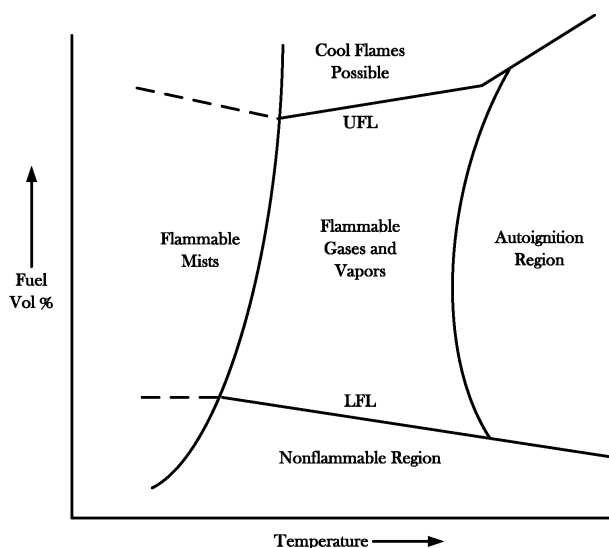 Cool Flames
Possible
UFL
Flammable
Mists
Flammable
Gases and
Vapors
Autoignition
Region
Fuel
Vol %
LFL
Nonflammable Region
Temperature